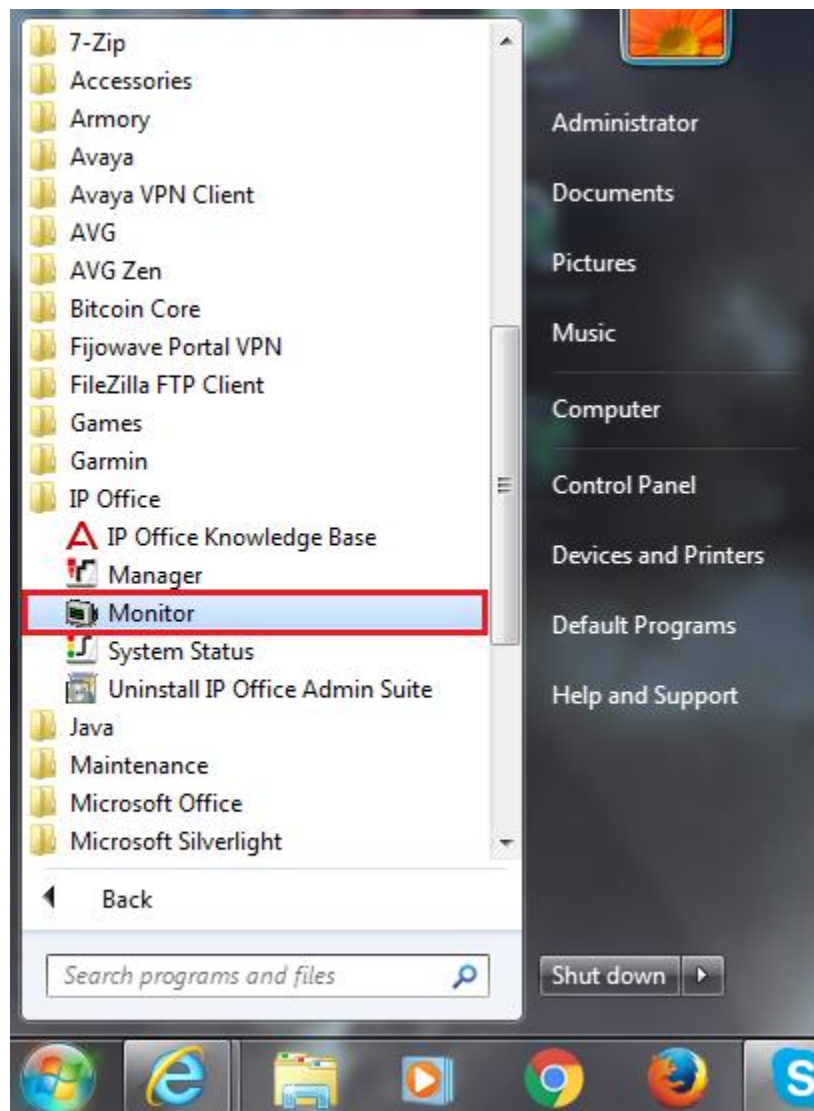 7-Zip
Accessories
Armory
Avaya
Avaya VPN Client
AVG
AVG Zen
Bitcoin Core
Fijowave Portal VPN
FileZilla FTP Client
Games
Garmin
IP Office
IP Office Knowledge Base
Manager
Monitor
System Status
Uninstall IP Office Admin Suite
Java
Maintenance
Microsoft Office
Microsoft Silverlight
Back
Search programs and files
Administrator
Documents
Pictures
Music
Computer
Control Panel
Devices and Printers
Default Programs
Help and Support
Shut down
S